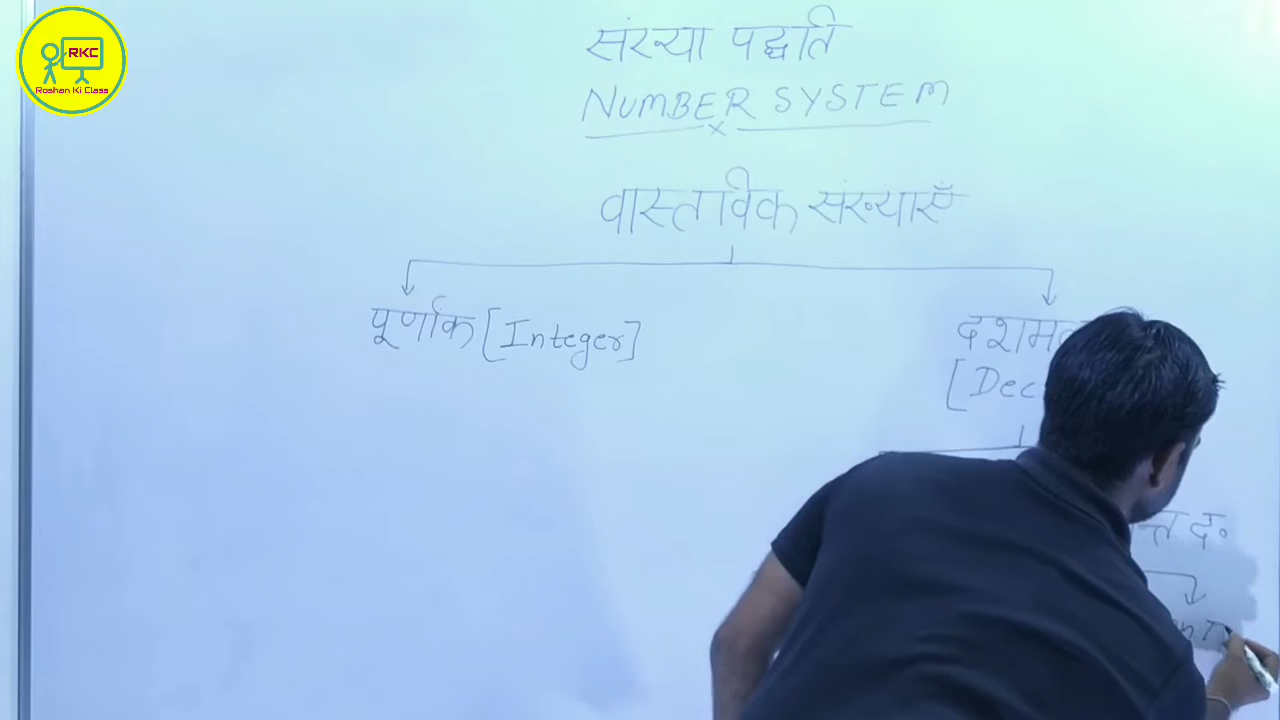 RKC
Roshan Ki Class
संख्या पद्धति
NUMBER SYSTEM
वास्तविक संख्याएँ
पूर्णांक [Integer]